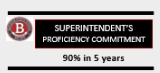 B
SUPERINTENDENT'S
PROFICIENCY COMMITMENT
90% in 5 years